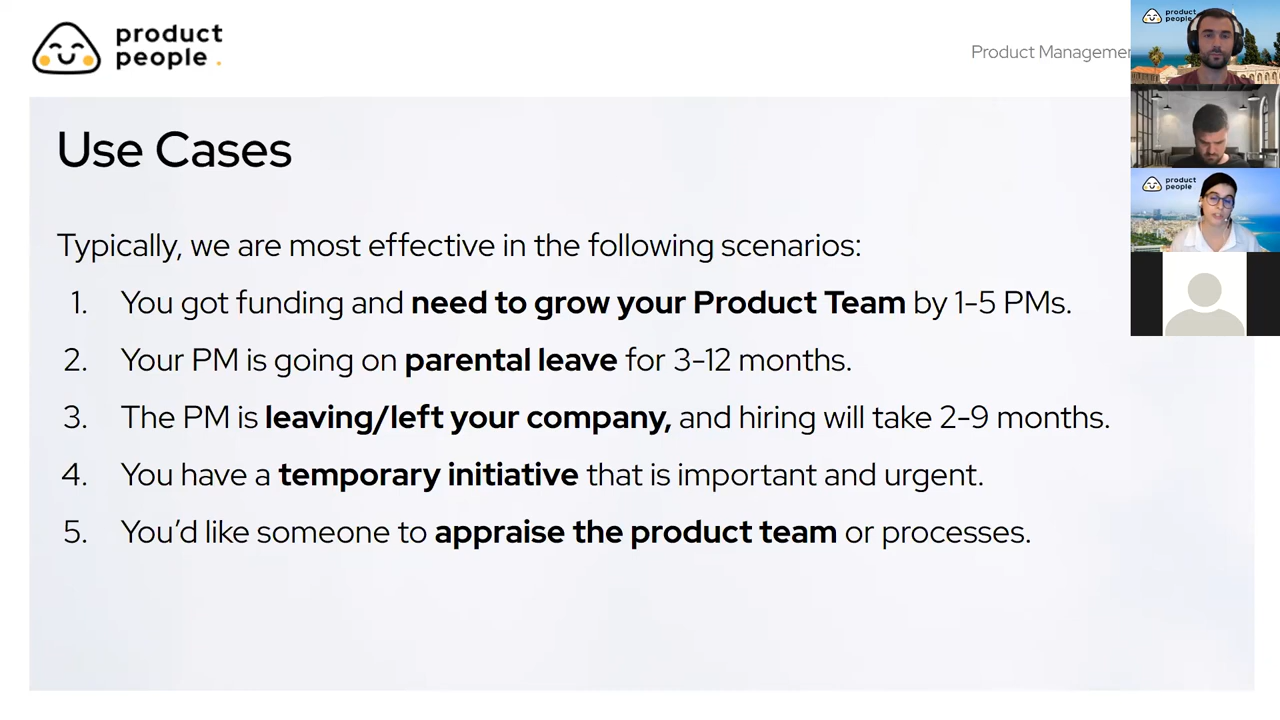 product
people.
Product Managemen
Use Cases
Typically, we are most effective in the following scenarios:
1. You got funding and need to grow your Product Team by 1-5 PMs.
2. Your PM is going on parental leave for 3-12 months.
3. The PM is leaving/left your company, and hiring will take 2-9 months.
4. You have a temporary initiative that is important and urgent.
5. You’d like someone to appraise the product team or processes.
product
people
product
people